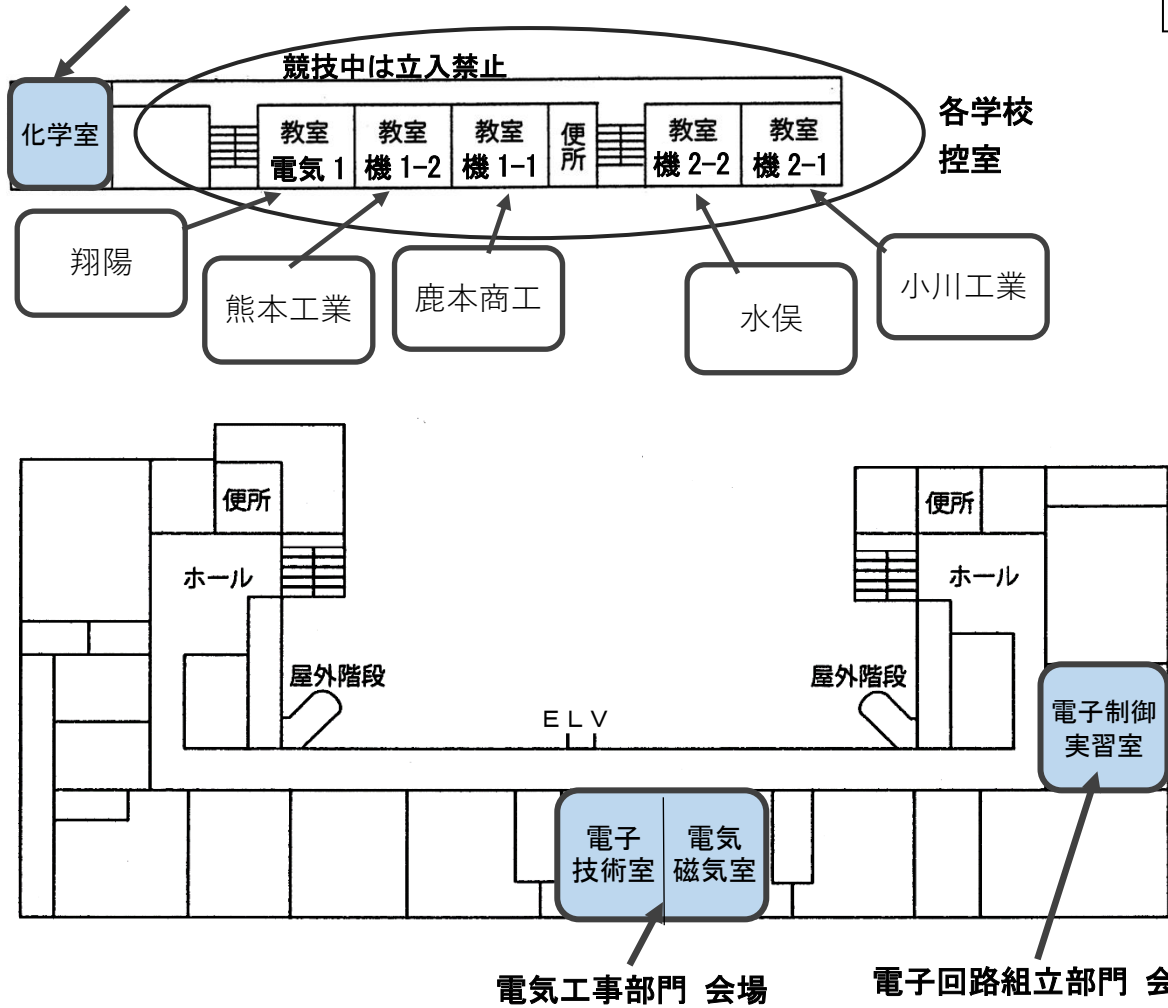 競技中は立入禁止
各学校
控室
化学室
教室
電気 1
教室
機 1-2
教室
機 1-1
便所
教室
機 2-2
教室
機 2-1
翔陽
熊本工業
鹿本商工
水俣
小川工業
便所
便所
ホール
ホール
屋外階段
屋外階段
ELV
電子制御
実習室
電子
技術室
電気
磁気室
電気工事部門 会場
電子回路組立部門 会